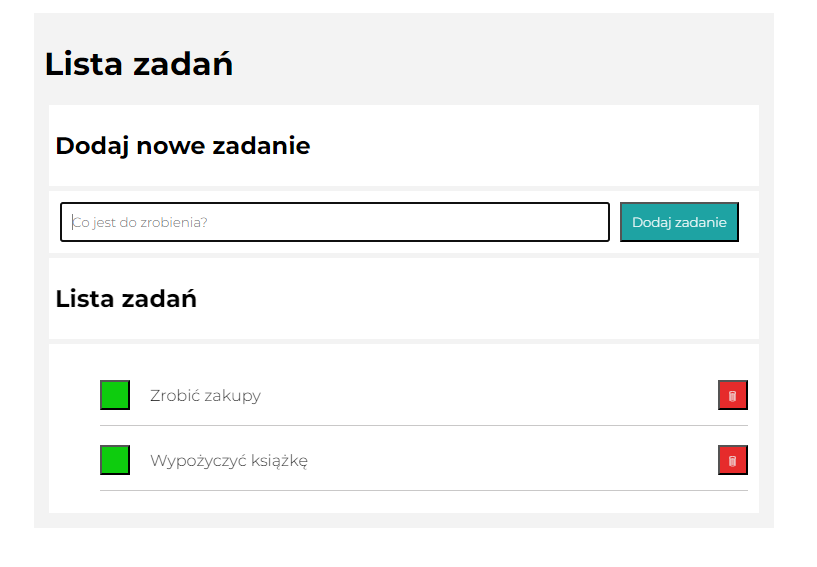 Lista zadań
Dodaj nowe zadanie
Co jest do zrobienia? Dodaj zadanie
Lista zadań
Zrobić zakupy
Wypożyczyć książkę